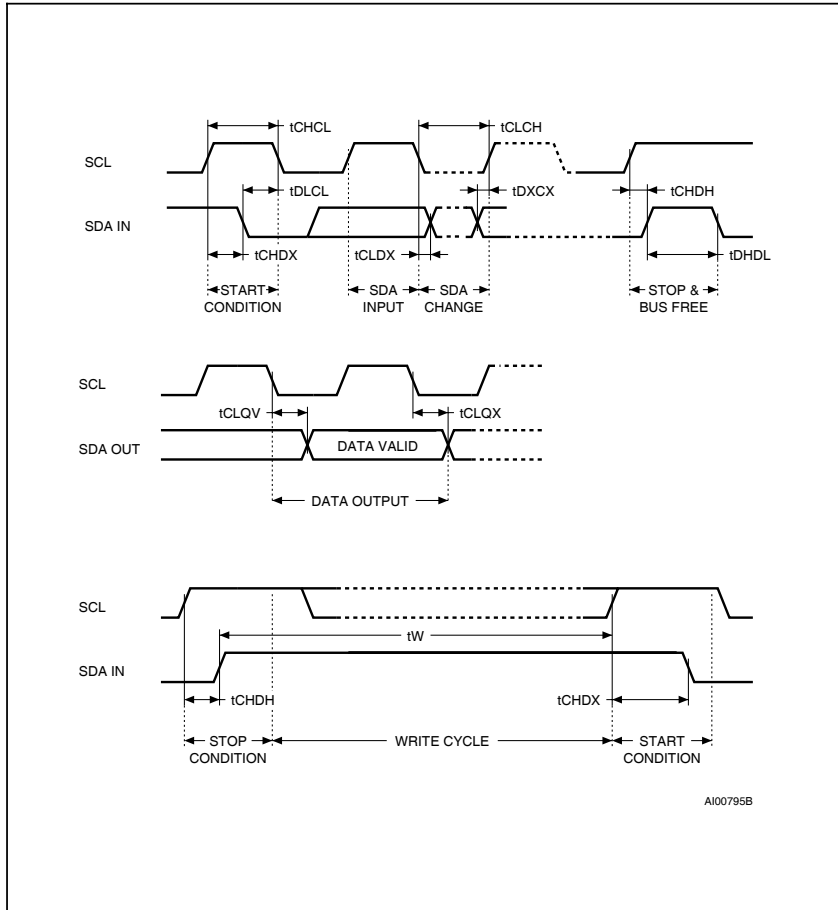 tCHCL
tCLCH
SCL
tDLCL
tDXCX
tCHDH
SDA IN
tCHDX
tCLDX
tDHDL
START
CONDITION
SDA
INPUT
SDA
CHANGE
STOP &
BUS FREE
SCL
tCLQV
tCLQX
SDA OUT
DATA VALID
DATA OUTPUT
SCL
tW
SDA IN
tCHDH
tCHDX
STOP
CONDITION
WRITE CYCLE
START
CONDITION
AI00795B